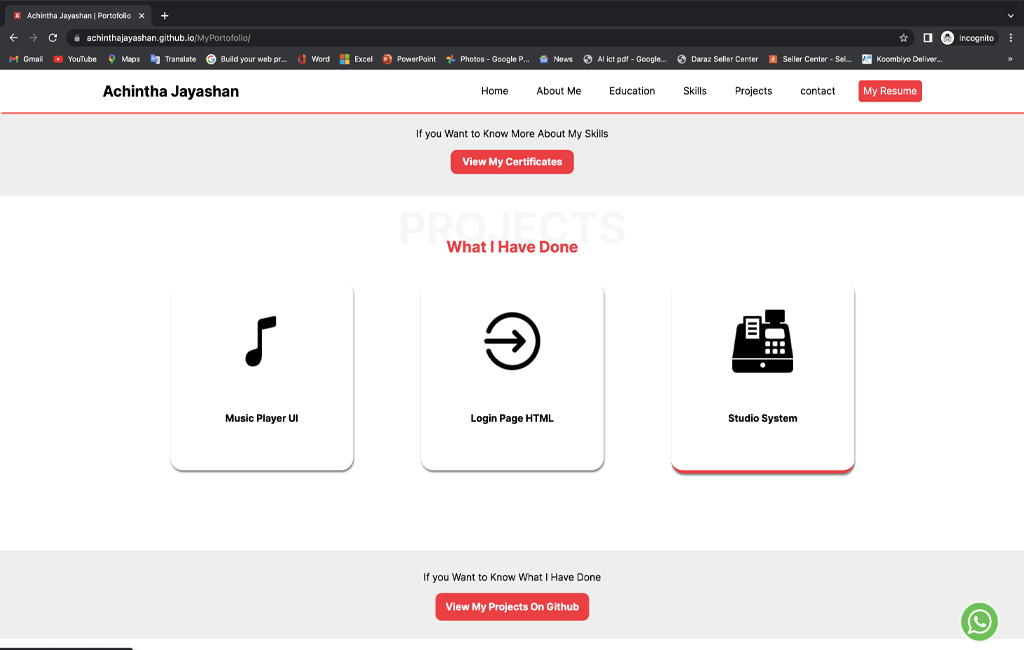 Achintha Jayashan | Portofolio
achinthajayashan.github.io/MyPortofolio/
Incognito
Gmail
YouTube
Maps
Translate
Build your web pr...
Word
Excel
PowerPoint
Photos - Google P...
News
Al ict pdf - Google...
Daraz Seller Center
Seller Center - Sel...
Koombiyo Deliver...
»
Achintha Jayashan
Home
About Me
Education
Skills
Projects
contact
My Resume
If you Want to Know More About My Skills
View My Certificates
PROJECTS
What I Have Done
Music Player UI
Login Page HTML
Studio System
If you Want to Know What I Have Done
View My Projects On Github